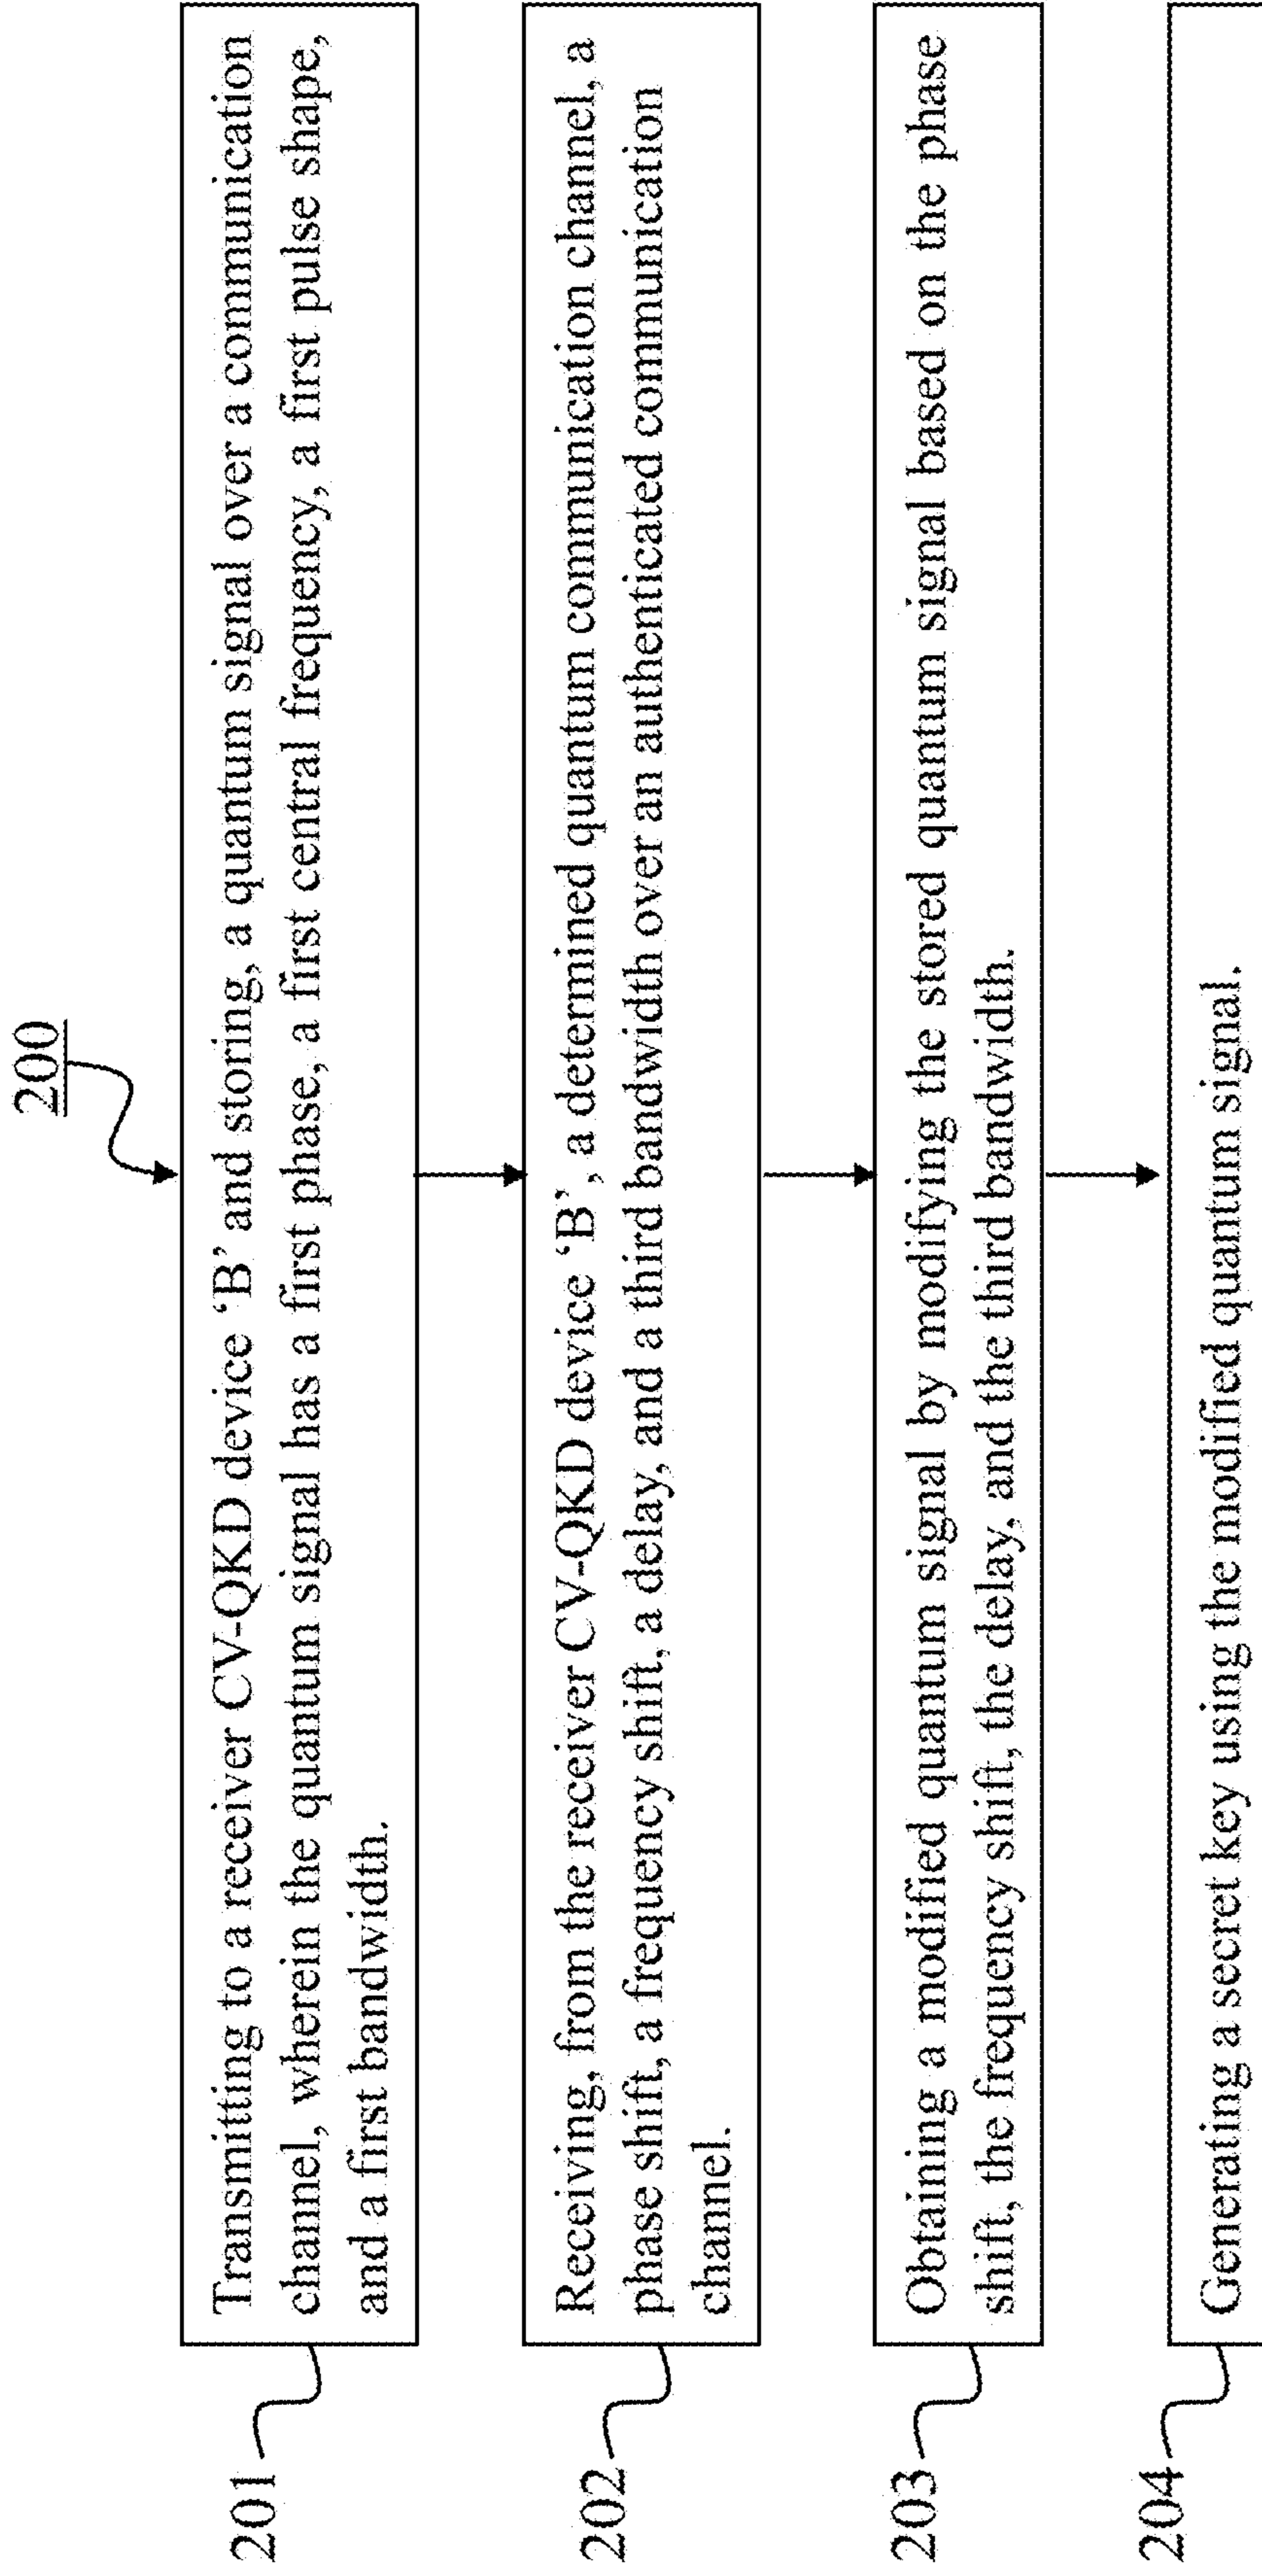 200
201
Transmitting to a receiver CV-QKD device ‘B’ and storing, a quantum signal over a communication
channel, wherein the quantum signal has a first phase, a first central frequency, a first pulse shape,
and a first bandwidth.
202
Receiving, from the receiver CV-QKD device ‘B’, a determined quantum communication channel, a
phase shift, a frequency shift, a delay, and a third bandwidth over an authenticated communication
channel.
203
Obtaining a modified quantum signal by modifying the stored quantum signal based on the phase
shift, the frequency shift, the delay, and the third bandwidth.
204
Generating a secret key using the modified quantum signal.